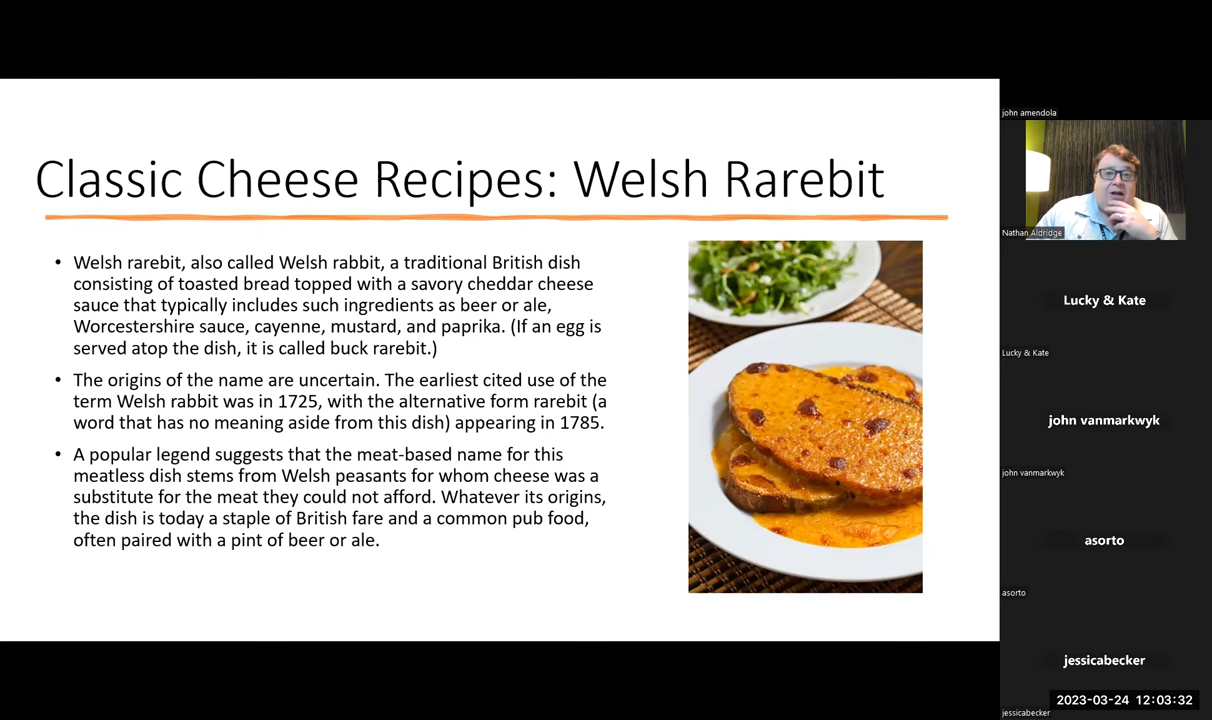 Classic Cheese Recipes: Welsh Rarebit
• Welsh rarebit, also called Welsh rabbit, a traditional British dish
consisting of toasted bread topped with a savory cheddar cheese
sauce that typically includes such ingredients as beer or ale,
Worcestershire sauce, cayenne, mustard, and paprika. (If an egg is
served atop the dish, it is called buck rarebit.)
• The origins of the name are uncertain. The earliest cited use of the
term Welsh rabbit was in 1725, with the alternative form rarebit (a
word that has no meaning aside from this dish) appearing in 1785.
• A popular legend suggests that the meat-based name for this
meatless dish stems from Welsh peasants for whom cheese was a
substitute for the meat they could not afford. Whatever its origins,
the dish is today a staple of British fare and a common pub food,
often paired with a pint of beer or ale.
john amendola
Nathan Aldridge
Lucky & Kate
Lucky & Kate
john vanmarkwyk
john vanmarkwyk
asorto
asorto
jessicabecker
2023-03-24 12:03:32
jessicabecker